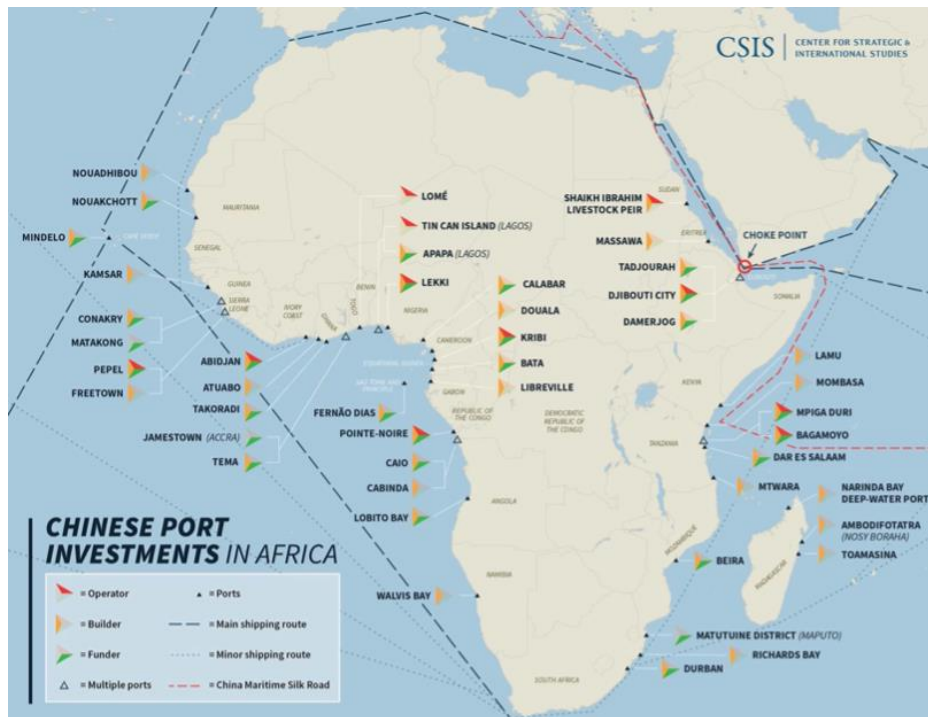 CSIS
CENTER FOR STRATEGIC &
INTERNATIONAL STUDIES
NOUADHIBOU
NOUAKCHOTT
MINDELO
KAMSAR
CONAKRY
MATAKONG
PEPEL
FREETOWN
ABIDJAN
ATUABO
TAKORADI
JAMESTOWN (ACCRA)
TEMA
LOMÉ
TIN CAN ISLAND (LAGOS)
APAPA (LAGOS)
LEKKI
CALABAR
DOUALA
KRIBI
BATA
LIBREVILLE
FERNÃO DIAS
POINTE-NOIRE
CAIO
CABINDA
LOBITO BAY
WALVIS BAY
SHAIKH IBRAHIM
LIVESTOCK PEIR
MASSAWA
TADJOURAH
DJIBOUTI CITY
DAMERJOG
CHOKE POINT
LAMU
MOMBASA
MPIGA DURI
BAGAMOYO
DAR ES SALAAM
MTWARA
NARINDA BAY
DEEP-WATER PORT
AMBODIFOTATRA
(NOSY BORAHA)
TOAMASINA
BEIRA
MATUTUINE DISTRICT (MAPUTO)
RICHARDS BAY
DURBAN
MAURITANIA
CAPE VERDE
SENEGAL
GUINEA
SIERRA
LEONE
IVORY
COAST
GHANA
TOGO
BENIN
NIGERIA
CAMEROON
EQUATORIAL GUINEA
SAO TOME AND
PRINCIPE
GABON
REPUBLIC OF
THE CONGO
DEMOCRATIC
REPUBLIC OF
THE CONGO
ANGOLA
NAMIBIA
SOUTH AFRICA
SUDAN
ERITREA
DJIBOUTI
SOMALIA
KENYA
TANZANIA
MOZAMBIQUE
MADAGASCAR
CHINESE PORT
INVESTMENTS IN AFRICA
= Operator
= Builder
= Funder
= Multiple ports
= Ports
= Main shipping route
= Minor shipping route
= China Maritime Silk Road